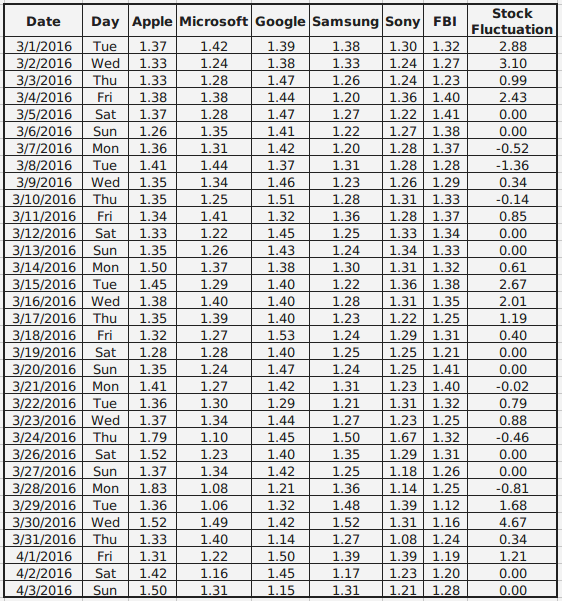 Date Day Apple Microsoft Google Samsung Sony FBI Stock Fluctuation
3/1/2016 Tue 1.37 1.42 1.39 1.38 1.30 1.32 2.88
3/2/2016 Wed 1.33 1.24 1.38 1.33 1.24 1.27 3.10
3/3/2016 Thu 1.33 1.28 1.47 1.26 1.24 1.23 0.99
3/4/2016 Fri 1.38 1.38 1.44 1.20 1.36 1.40 2.43
3/5/2016 Sat 1.37 1.28 1.47 1.27 1.22 1.41 0.00
3/6/2016 Sun 1.26 1.35 1.41 1.22 1.27 1.38 0.00
3/7/2016 Mon 1.36 1.31 1.42 1.20 1.28 1.37 -0.52
3/8/2016 Tue 1.41 1.44 1.37 1.31 1.28 1.28 -1.36
3/9/2016 Wed 1.35 1.34 1.46 1.23 1.26 1.29 0.34
3/10/2016 Thu 1.35 1.25 1.51 1.28 1.31 1.33 -0.14
3/11/2016 Fri 1.34 1.41 1.32 1.36 1.28 1.37 0.85
3/12/2016 Sat 1.33 1.22 1.45 1.25 1.33 1.34 0.00
3/13/2016 Sun 1.35 1.26 1.43 1.24 1.34 1.33 0.00
3/14/2016 Mon 1.50 1.37 1.38 1.30 1.31 1.32 0.61
3/15/2016 Tue 1.45 1.29 1.40 1.22 1.36 1.38 2.67
3/16/2016 Wed 1.38 1.40 1.40 1.28 1.31 1.35 2.01
3/17/2016 Thu 1.35 1.39 1.40 1.23 1.22 1.25 1.19
3/18/2016 Fri 1.32 1.27 1.53 1.24 1.29 1.31 0.40
3/19/2016 Sat 1.28 1.28 1.40 1.25 1.25 1.21 0.00
3/20/2016 Sun 1.35 1.24 1.47 1.24 1.25 1.41 0.00
3/21/2016 Mon 1.41 1.27 1.42 1.31 1.23 1.40 -0.02
3/22/2016 Tue 1.36 1.30 1.29 1.21 1.31 1.32 0.79
3/23/2016 Wed 1.37 1.34 1.44 1.27 1.23 1.25 0.88
3/24/2016 Thu 1.79 1.10 1.45 1.50 1.67 1.32 -0.46
3/26/2016 Sat 1.52 1.23 1.40 1.35 1.29 1.31 0.00
3/27/2016 Sun 1.37 1.34 1.42 1.25 1.18 1.26 0.00
3/28/2016 Mon 1.83 1.08 1.21 1.36 1.14 1.25 -0.81
3/29/2016 Tue 1.36 1.06 1.32 1.48 1.39 1.12 1.68
3/30/2016 Wed 1.52 1.49 1.42 1.52 1.31 1.16 4.67
3/31/2016 Thu 1.33 1.40 1.14 1.27 1.08 1.24 0.34
4/1/2016 Fri 1.31 1.22 1.50 1.39 1.39 1.19 1.21
4/2/2016 Sat 1.42 1.16 1.45 1.17 1.23 1.20 0.00
4/3/2016 Sun 1.50 1.31 1.15 1.31 1.21 1.28 0.00